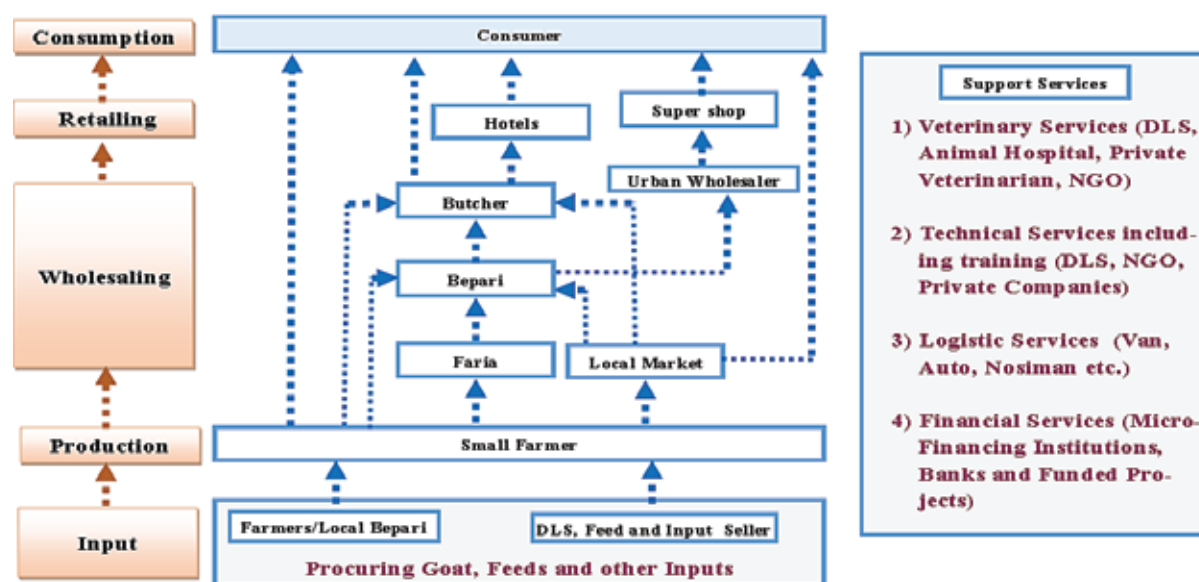 Consumption
Retailing
Wholesaling
Production
Input
Consumer
Hotels
Super shop
Butcher
Urban Wholesaler
Bepari
Faria
Local Market
Small Farmer
Farmers/Local Bepari
DLS, Feed and Input Seller
Procuring Goat, Feeds and other Inputs
Support Services
1) Veterinary Services (DLS,
Animal Hospital, Private
Veterinarian, NGO)
2) Technical Services includ-
ing training (DLS, NGO,
Private Companies)
3) Logistic Services (Van,
Auto, Nosiman etc.)
4) Financial Services (Micro-
Financing Institutions,
Banks and Funded Pro-
jects)